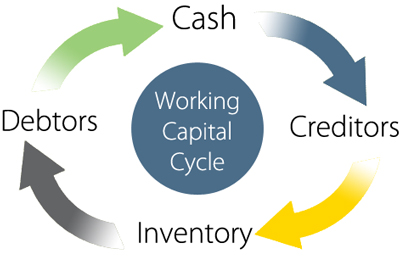 Cash
Debtors
Working
Capital
Cycle
Creditors
Inventory